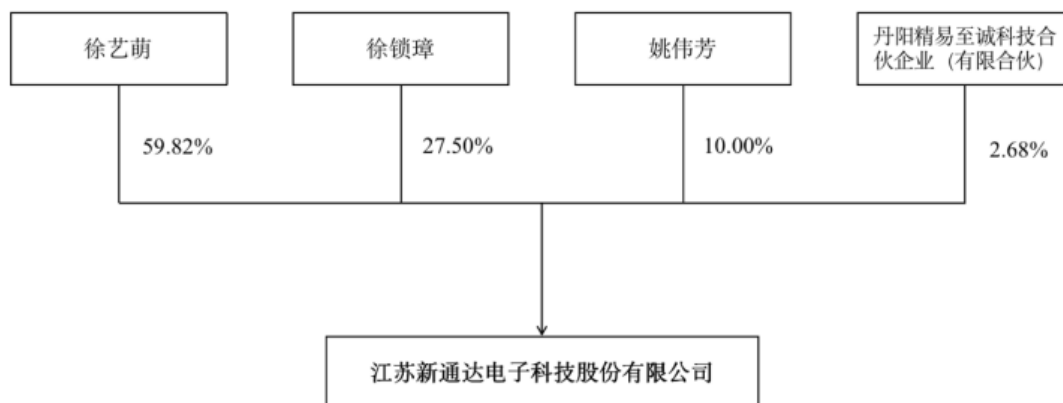 徐艺萌
徐锁璋
姚伟芳
丹阳精易至诚科技合
伙企业（有限合伙）
59.82%
27.50%
10.00%
2.68%
江苏新通达电子科技股份有限公司